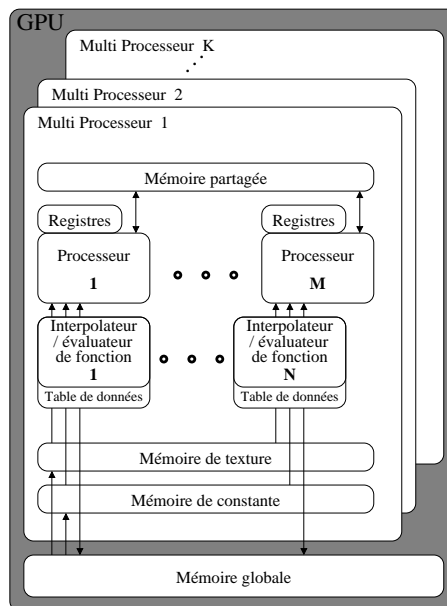 GPU
Multi Processeur K
Multi Processeur 2
Multi Processeur 1
Mémoire partagée
Registres
Registres
Processeur
1
Processeur
M
Interpolateur
/ évaluateur
de fonction
1
Table de données
Interpolateur
/ évaluateur
de fonction
N
Table de données
Mémoire de texture
Mémoire de constante
Mémoire globale